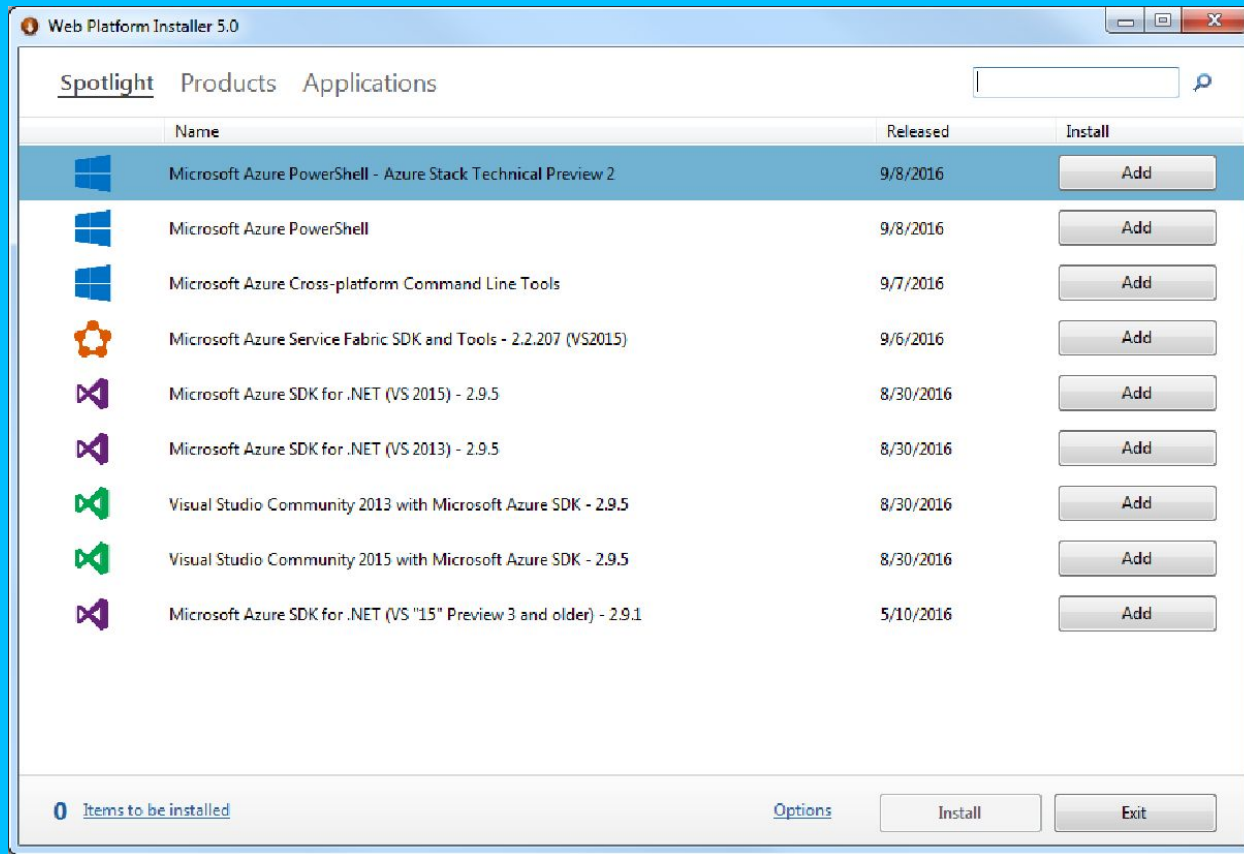 Web Platform Installer 5.0
Spotlight Products Applications
Name Released Install
Microsoft Azure PowerShell - Azure Stack Technical Preview 2 9/8/2016 Add
Microsoft Azure PowerShell 9/8/2016 Add
Microsoft Azure Cross-platform Command Line Tools 9/7/2016 Add
Microsoft Azure Service Fabric SDK and Tools - 2.2.207 (VS2015) 9/6/2016 Add
Microsoft Azure SDK for .NET (VS 2015) - 2.9.5 8/30/2016 Add
Microsoft Azure SDK for .NET (VS 2013) - 2.9.5 8/30/2016 Add
Visual Studio Community 2013 with Microsoft Azure SDK - 2.9.5 8/30/2016 Add
Visual Studio Community 2015 with Microsoft Azure SDK - 2.9.5 8/30/2016 Add
Microsoft Azure SDK for .NET (VS "15" Preview 3 and older) - 2.9.1 5/10/2016 Add
0 Items to be installed Options Install Exit